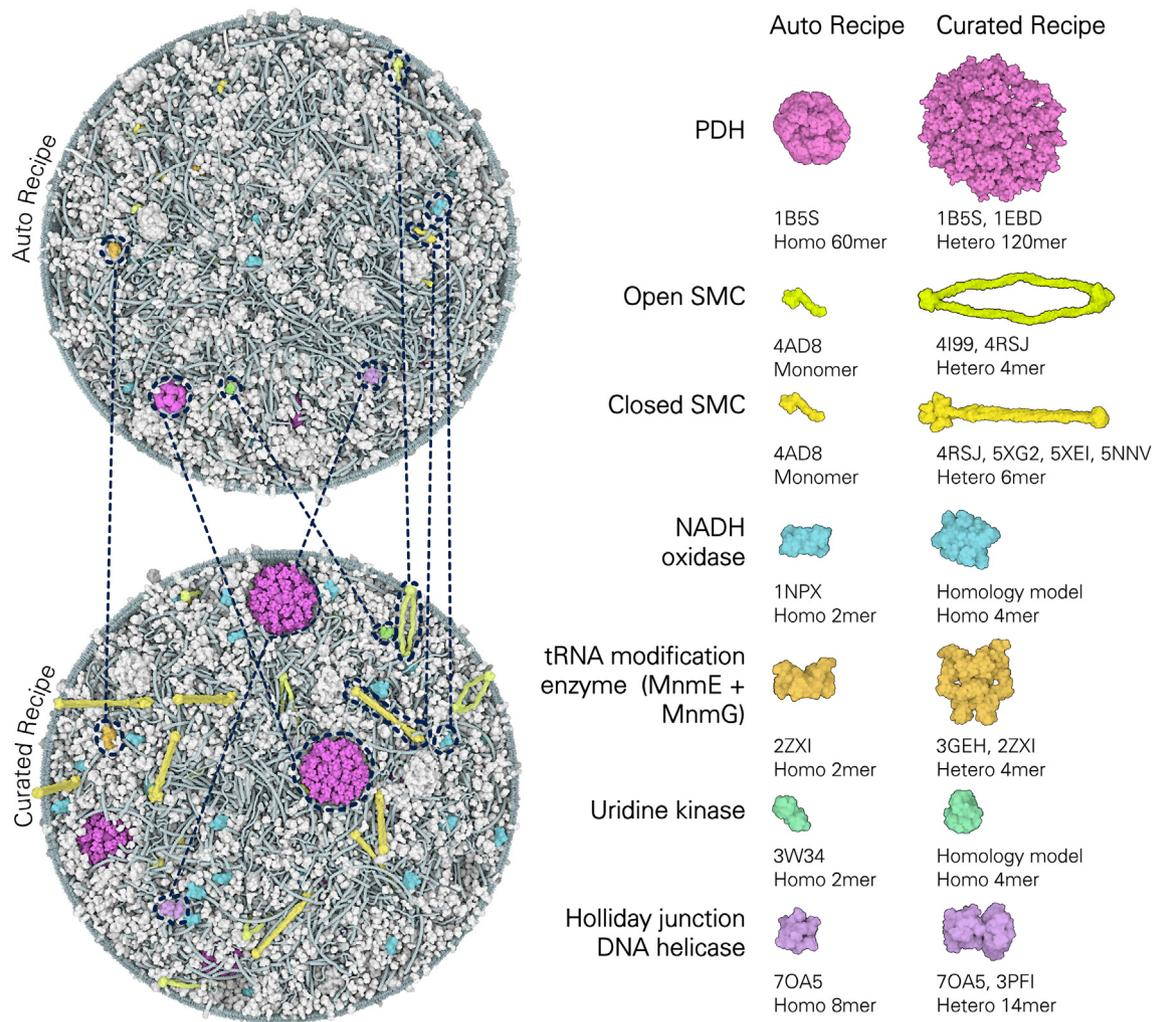 Auto Recipe
Curated Recipe
Auto Recipe
Curated Recipe
PDH
1B5S
Homo 60mer
1B5S, 1EBD
Hetero 120mer
Open SMC
4AD8
Monomer
4I99, 4RSJ
Hetero 4mer
Closed SMC
4AD8
Monomer
4RSJ, 5XG2, 5XEI, 5NNV
Hetero 6mer
NADH
oxidase
1NPX
Homo 2mer
Homology model
Homo 4mer
tRNA modification
enzyme (MnmE +
MnmG)
2ZXI
Homo 2mer
3GEH, 2ZXI
Hetero 4mer
Uridine kinase
3W34
Homo 2mer
Homology model
Homo 4mer
Holliday junction
DNA helicase
7OA5
Homo 8mer
7OA5, 3PFI
Hetero 14mer